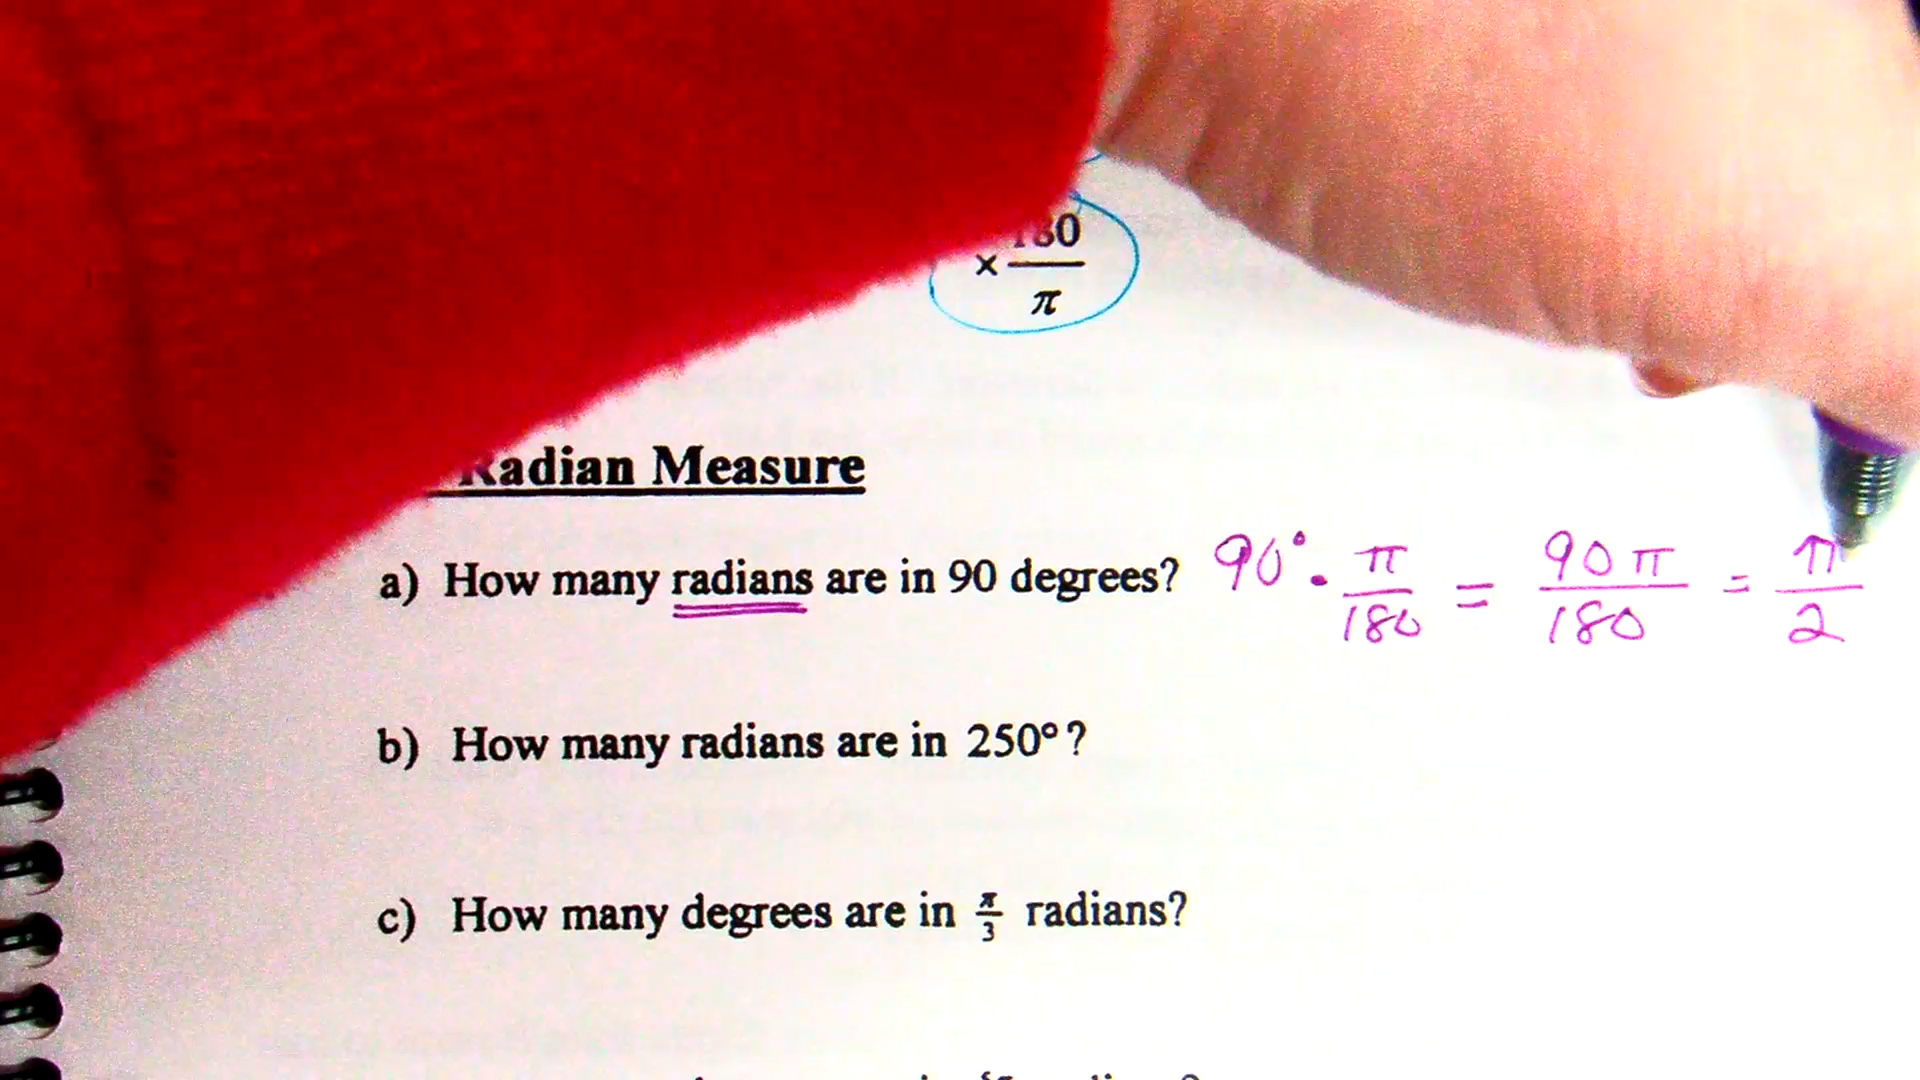 × 180/π
Radian Measure
a) How many radians are in 90 degrees? 90° · π/180 = 90π/180 = π/2
b) How many radians are in 250°?
c) How many degrees are in π/3 radians?